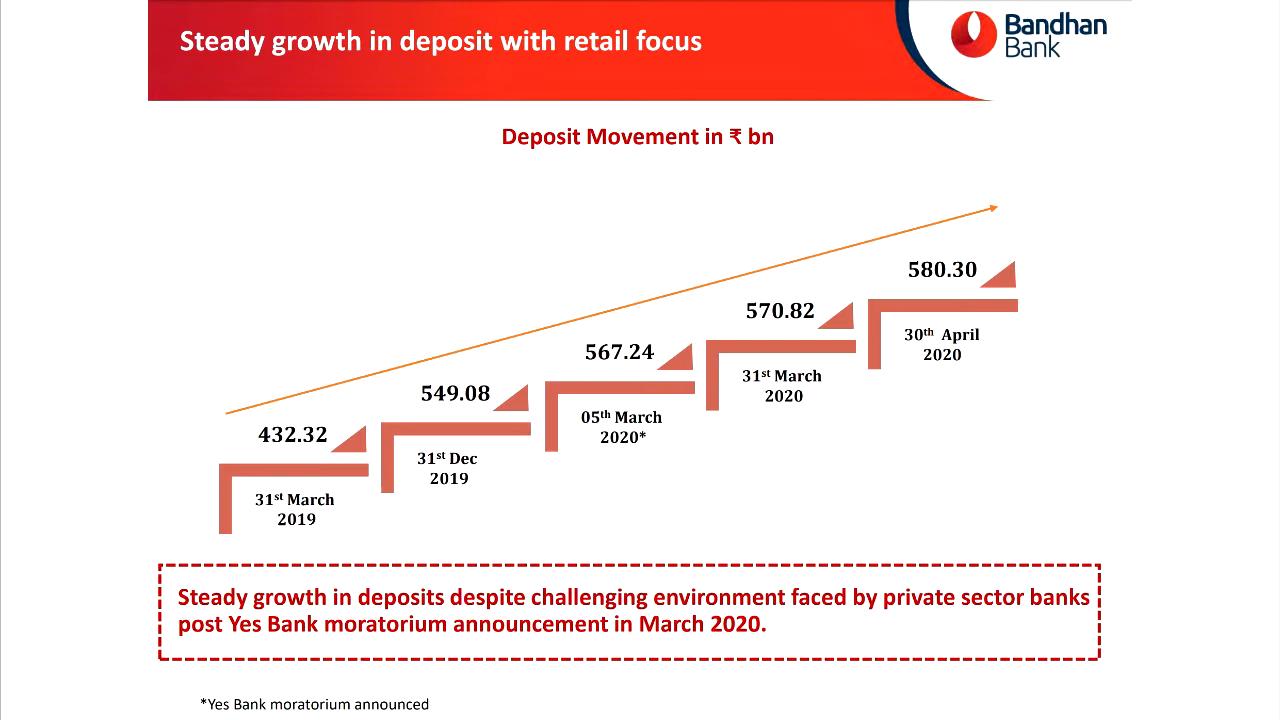 Steady growth in deposit with retail focus
Bandhan
Bank
Deposit Movement in ₹ bn
432.32
31st March
2019
549.08
31st Dec
2019
567.24
05th March
2020*
570.82
31st March
2020
580.30
30th April
2020
Steady growth in deposits despite challenging environment faced by private sector banks
post Yes Bank moratorium announcement in March 2020.
*Yes Bank moratorium announced